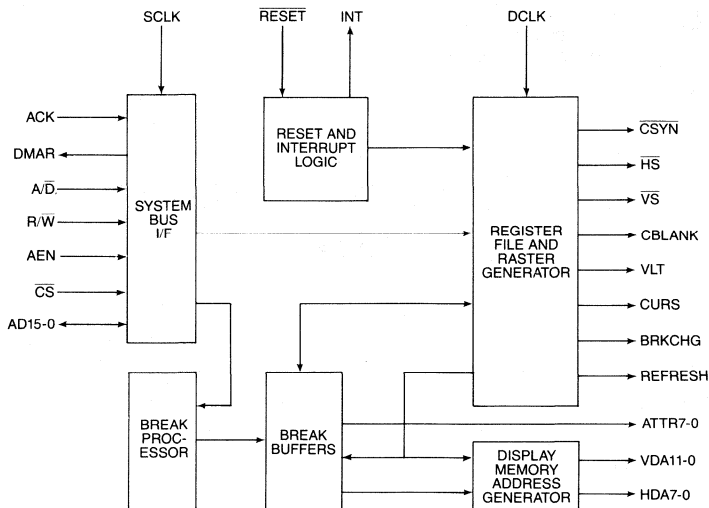 SCLK
RESET
INT
DCLK
ACK
DMAR
A/D.
R/W
AEN
CS
AD15-0
SYSTEM
BUS
I/F
RESET AND
INTERRUPT
LOGIC
REGISTER
FILE AND
RASTER
GENERATOR
CSYN
HS
VS
CBLANK
VLT
CURS
BRKCHG
REFRESH
BREAK
PROC-
ESSOR
BREAK
BUFFERS
DISPLAY
MEMORY
ADDRESS
GENERATOR
ATTR7-0
VDA11-0
HDA7-0